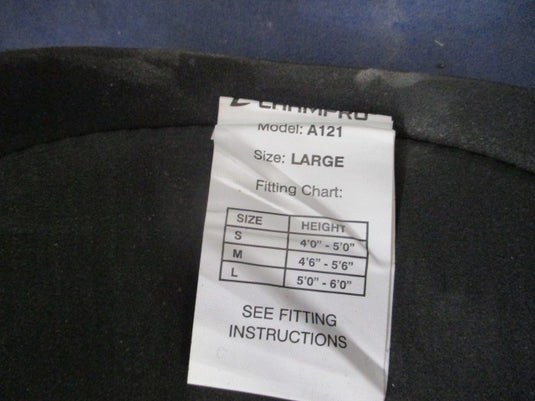 CHAMPRO
Model: A121
Size: LARGE
Fitting Chart:
SIZE HEIGHT
S 4'0" - 5'0"
M 4'6" - 5'6"
L 5'0" - 6'0"
SEE FITTING
INSTRUCTIONS